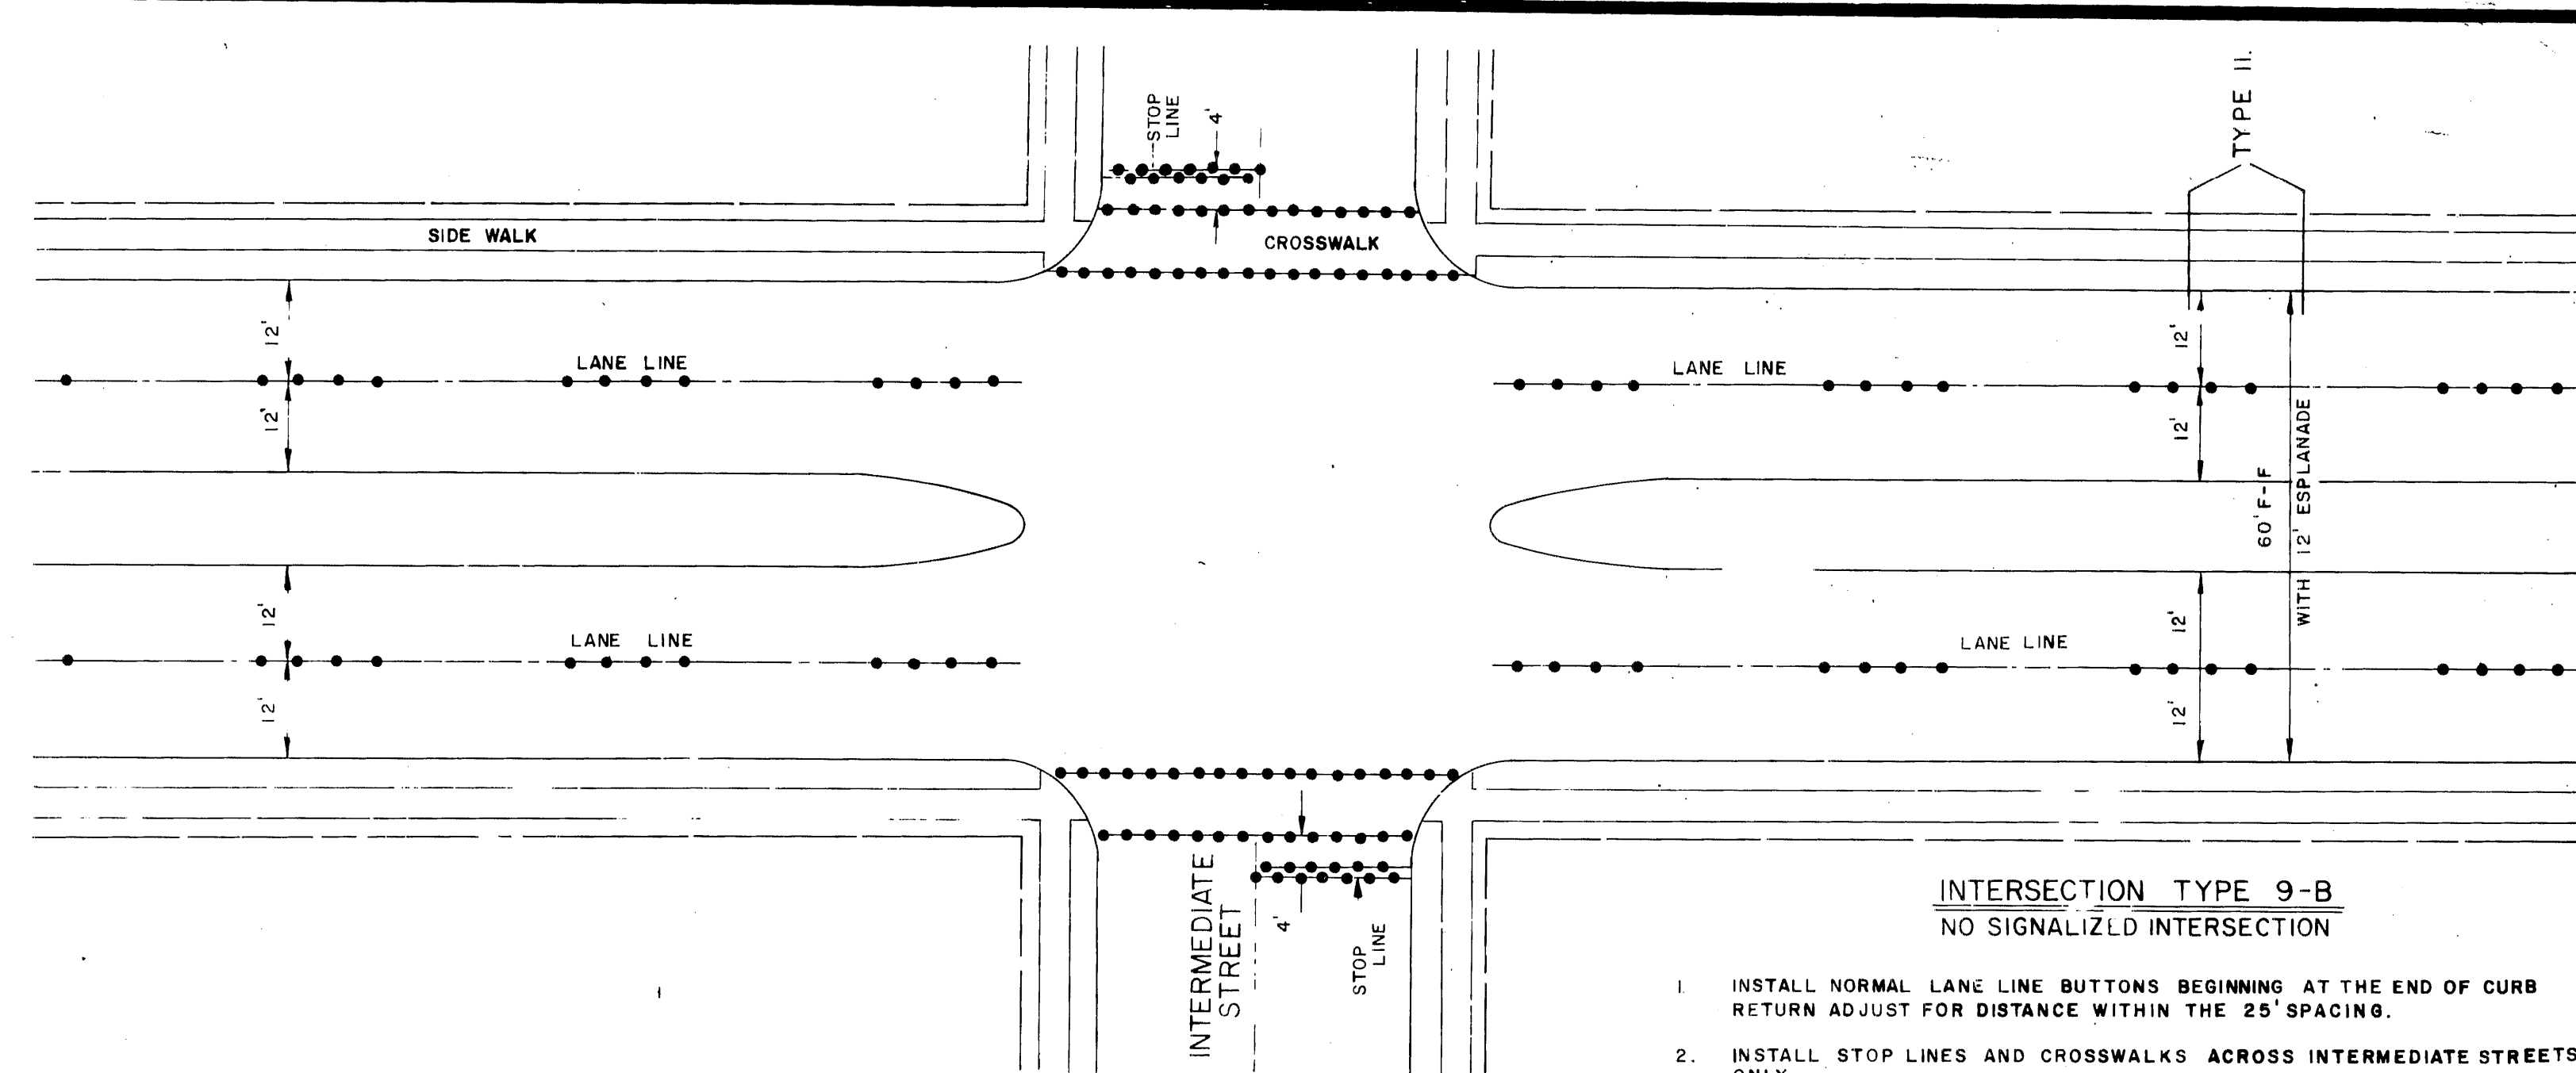 TYPE II.
STOP
LINE
4'
SIDE WALK
CROSSWALK
12'
LANE LINE
LANE LINE
12'
12'
12'
60' F-F
WITH 12' ESPLANADE
12'
LANE LINE
LANE LINE
12'
12'
12'
INTERMEDIATE
STREET
4'
STOP
LINE
INTERSECTION TYPE 9-B
NO SIGNALIZED INTERSECTION
1. INSTALL NORMAL LANE LINE BUTTONS BEGINNING AT THE END OF CURB
RETURN ADJUST FOR DISTANCE WITHIN THE 25' SPACING.
2. INSTALL STOP LINES AND CROSSWALKS ACROSS INTERMEDIATE STREETS